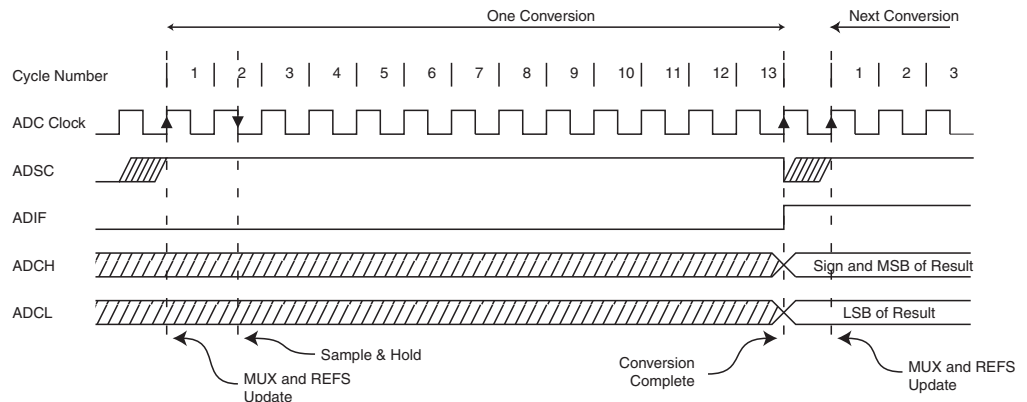 One Conversion Next Conversion
Cycle Number 1 2 3 4 5 6 7 8 9 10 11 12 13 1 2 3
ADC Clock
ADSC
ADIF
ADCH Sign and MSB of Result
ADCL LSB of Result
Sample & Hold
MUX and REFS
Update
Conversion
Complete
MUX and REFS
Update